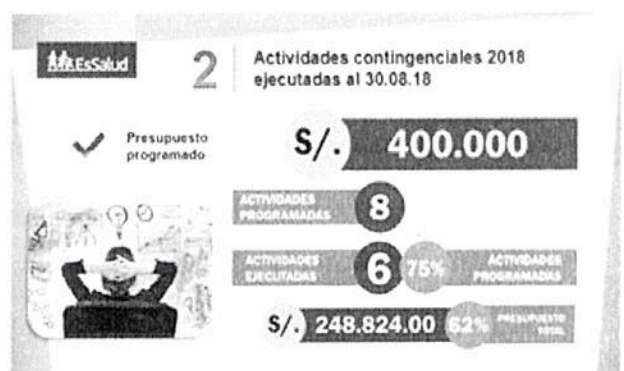 EsSalud
2
Actividades contingenciales 2018
ejecutadas al 30.08.18
Presupuesto
programado
S/. 400.000
ACTIVIDADES
PROGRAMADAS
8
ACTIVIDADES
EJECUTADAS
6
75%
ACTIVIDADES
PROGRAMADAS
S/. 248.824.00
62%
PRESUPUESTO
TOTAL